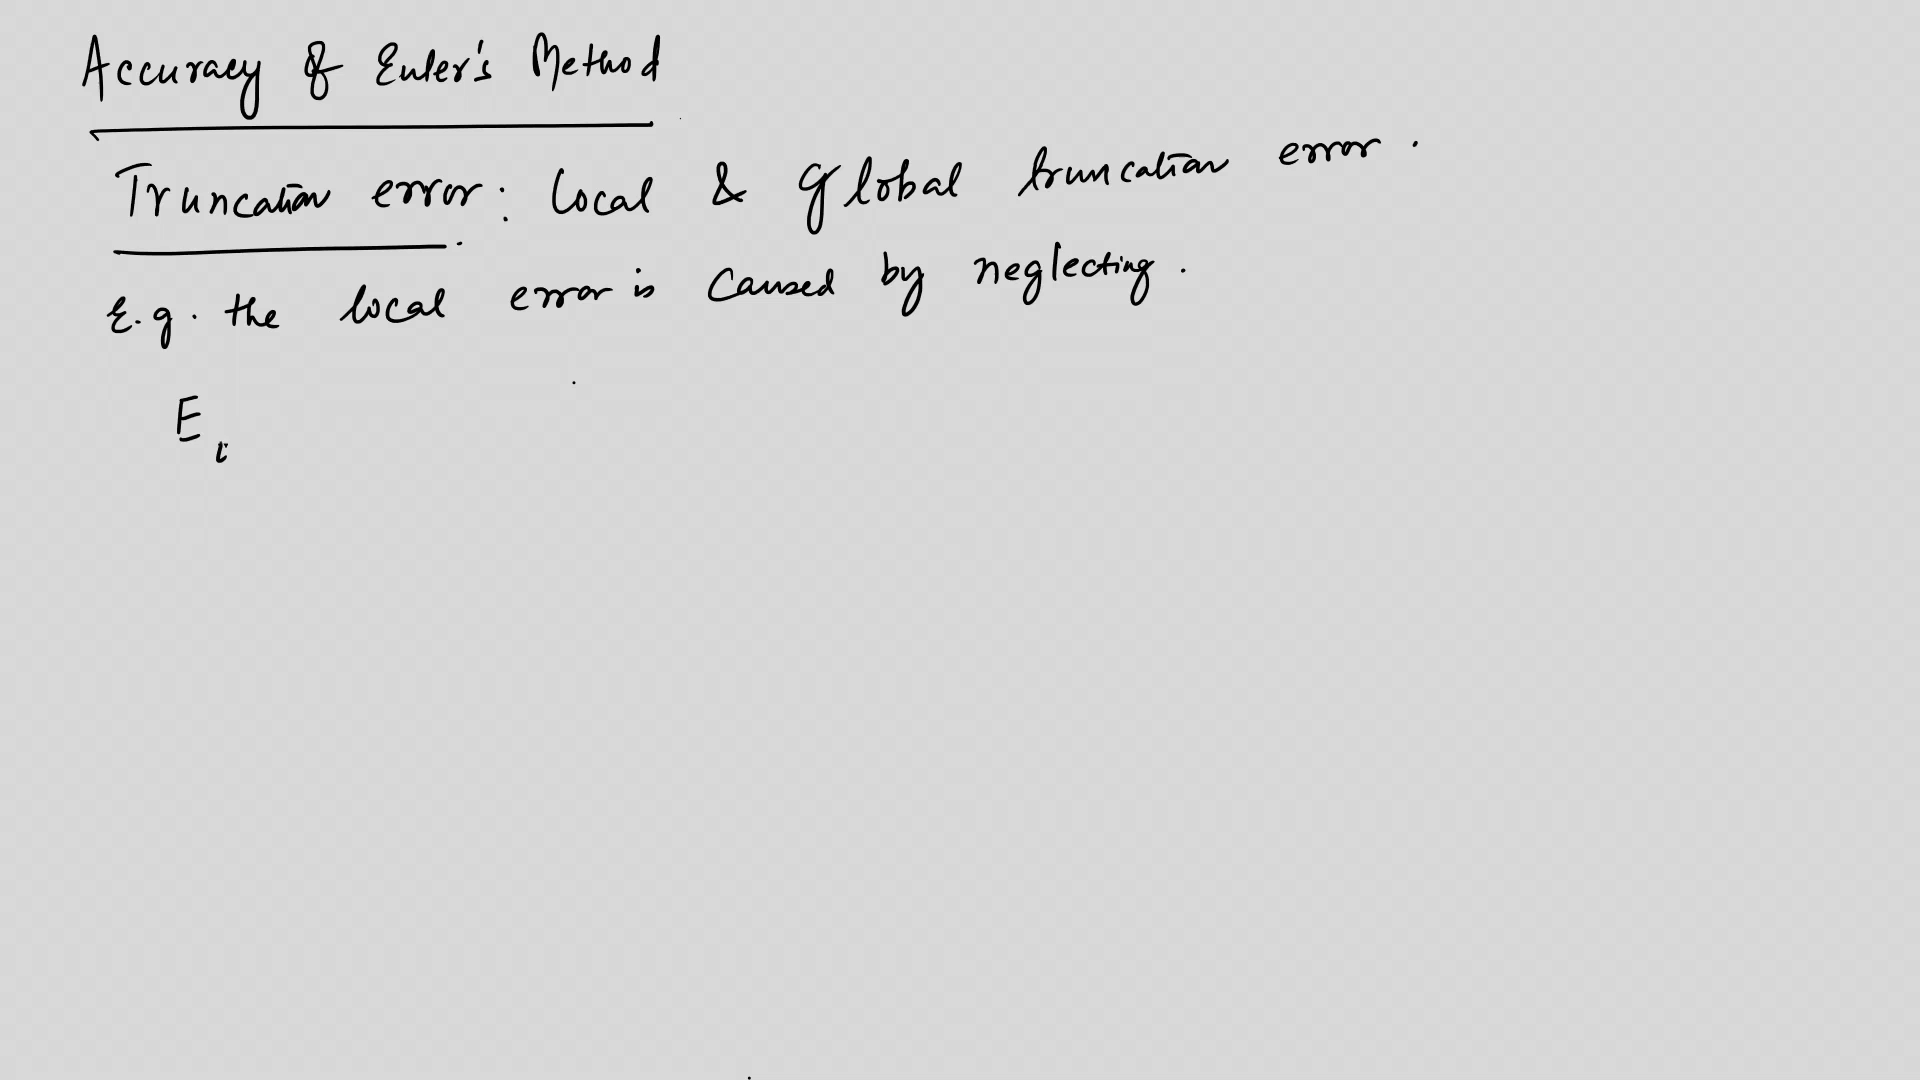 Accuracy of Euler's Method
Truncation error: Local & global truncation error.
E.g. the local error is caused by neglecting.
E i